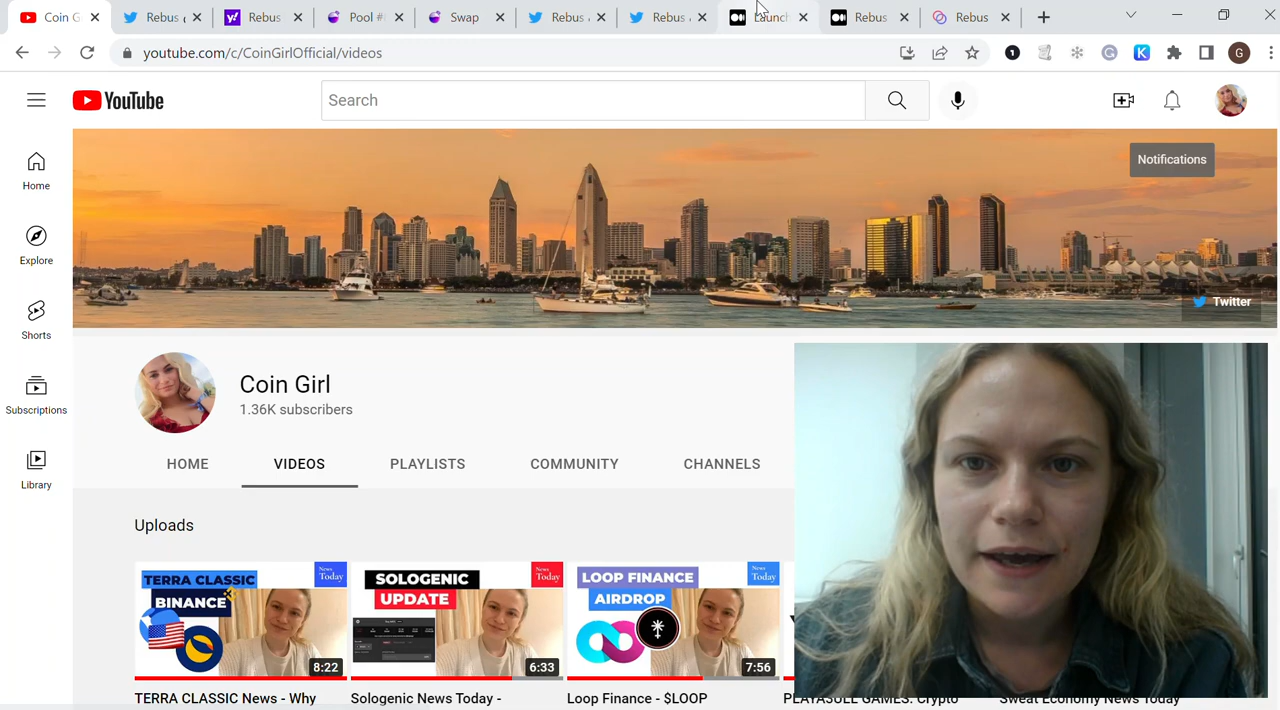 Coin G
Rebus (
Rebus
Pool #
Swap
Rebus
Rebus
Launch
Rebus
Rebus
youtube.com/c/CoinGirlOfficial/videos
G
YouTube
Search
Notifications
Home
Explore
Shorts
Subscriptions
Library
Twitter
Coin Girl
1.36K subscribers
HOME
VIDEOS
PLAYLISTS
COMMUNITY
CHANNELS
Uploads
TERRA CLASSIC
BINANCE
News
Today
8:22
SOLOGENIC
UPDATE
News
Today
6:33
LOOP FINANCE
AIRDROP
News
Today
7:56
TERRA CLASSIC News - Why
Sologenic News Today -
Loop Finance - $LOOP
PLAYASULE GAMES: Crypto
Sweat Economy News Today